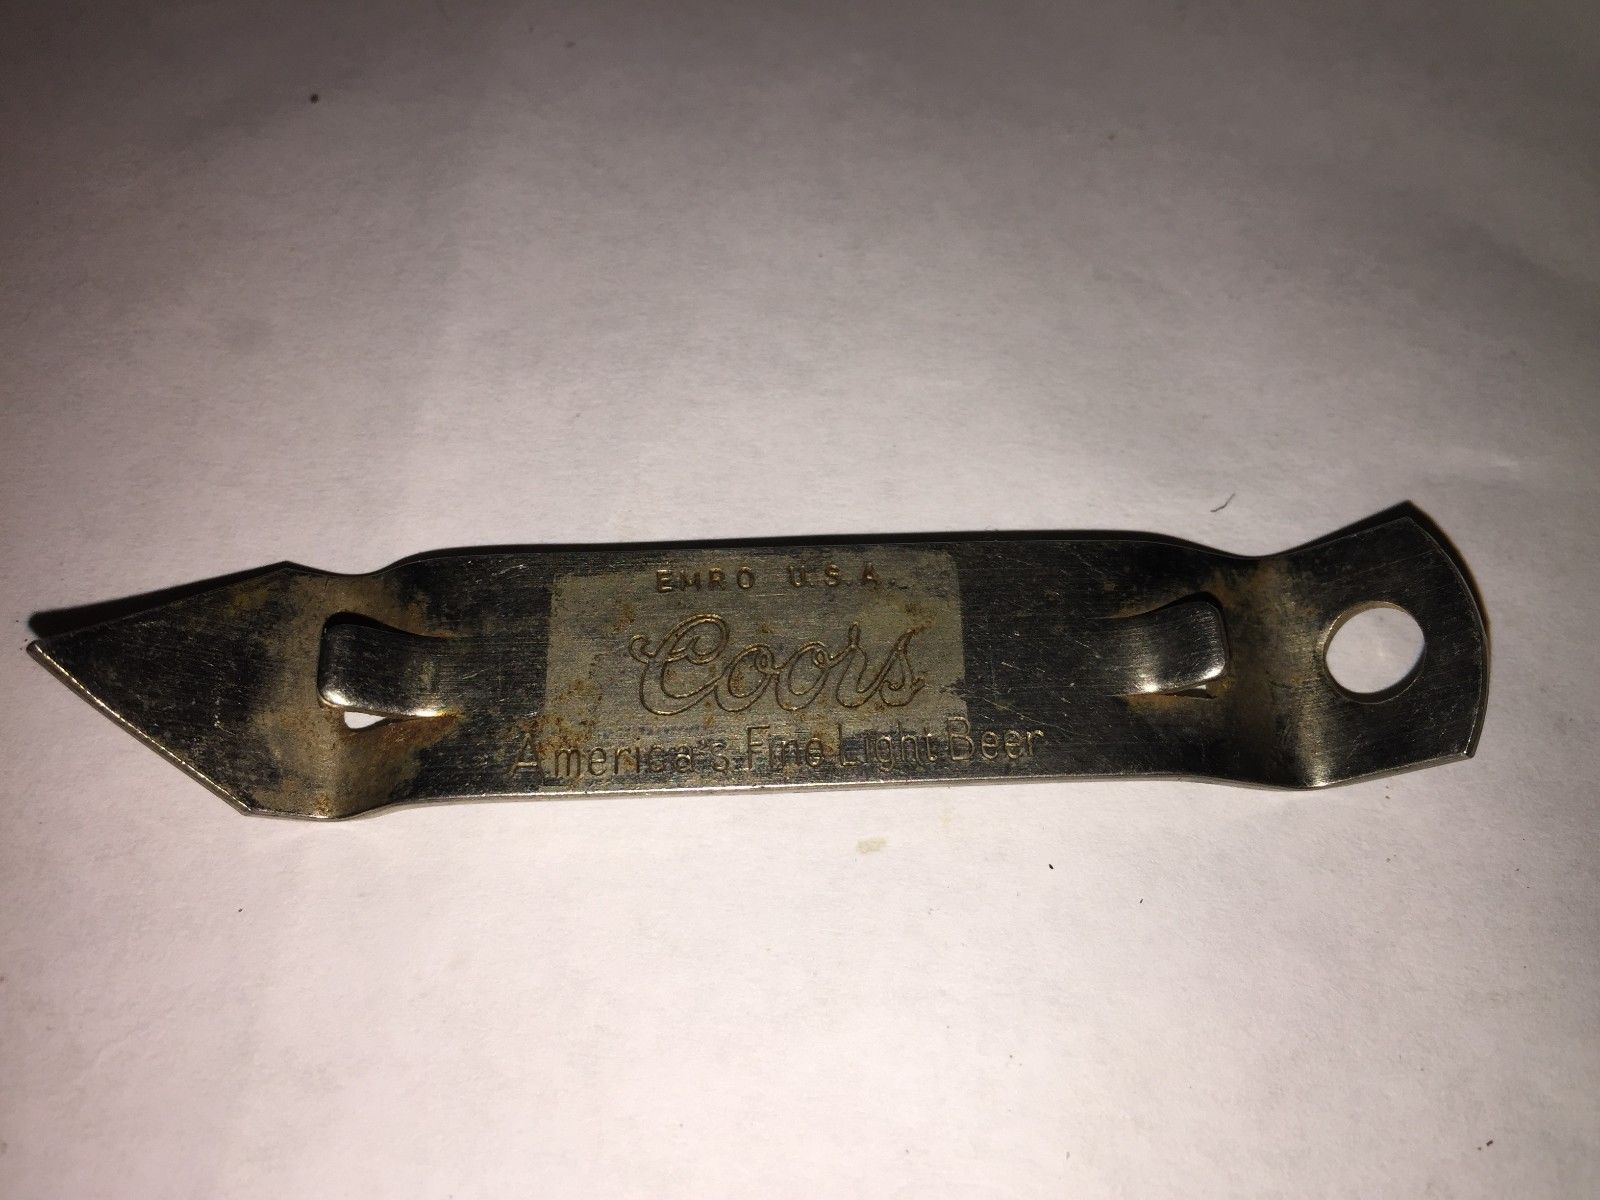 EMRO U.S.A.
Coors
America's Fine Light Beer